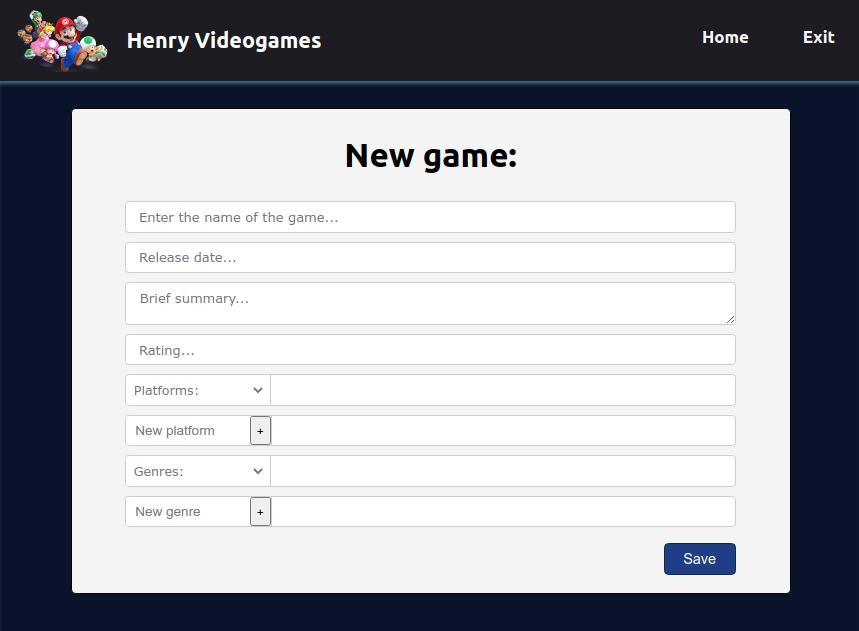 Henry Videogames
Home
Exit
New game:
Enter the name of the game...
Release date...
Brief summary...
Rating...
Platforms:
New platform +
Genres:
New genre +
Save